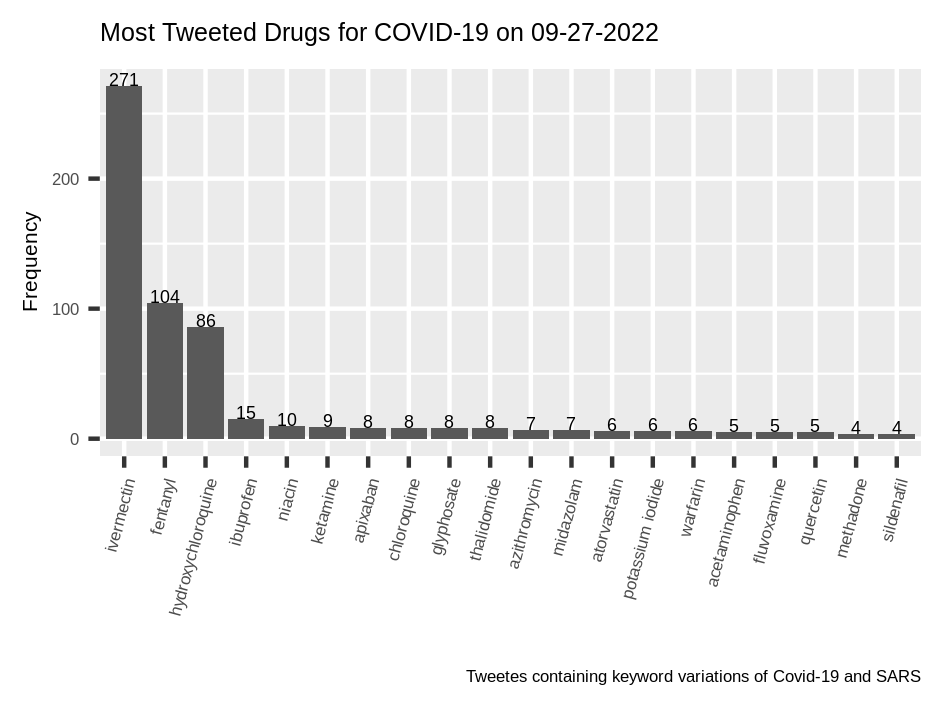 Most Tweeted Drugs for COVID-19 on 09-27-2022
271
104
86
15
10
9
8
8
8
8
7
7
6
6
6
5
5
5
4
4
200
100
0
Frequency
ivermectin
fentanyl
hydroxychloroquine
ibuprofen
niacin
ketamine
apixaban
chloroquine
glyphosate
thalidomide
azithromycin
midazolam
atorvastatin
potassium iodide
warfarin
acetaminophen
fluvoxamine
quercetin
methadone
sildenafil
Tweetes containing keyword variations of Covid-19 and SARS